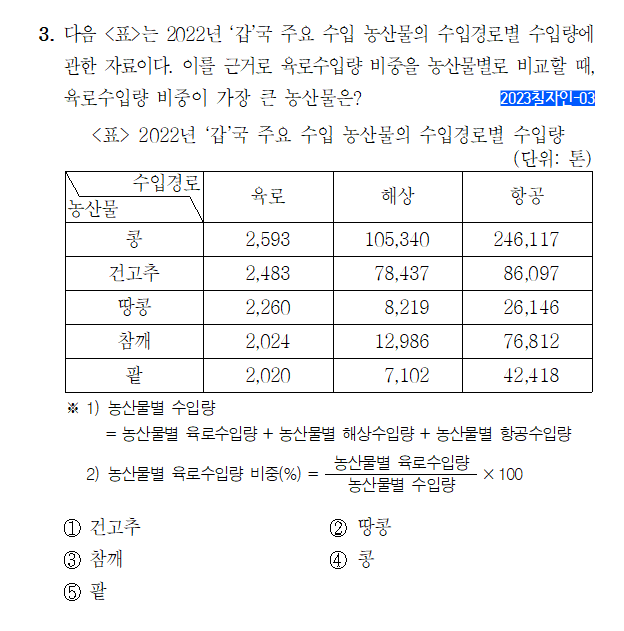 3. 다음 <표>는 2022년 ‘갑’국 주요 수입 농산물의 수입경로별 수입량에
관한 자료이다. 이를 근거로 육로수입량 비중을 농산물별로 비교할 때,
육로수입량 비중이 가장 큰 농산물은? 2023칠자인-03
<표> 2022년 ‘갑’국 주요 수입 농산물의 수입경로별 수입량
(단위: 톤)
수입경로
농산물 육로 해상 항공
콩 2,593 105,340 246,117
건고추 2,483 78,437 86,097
땅콩 2,260 8,219 26,146
참깨 2,024 12,986 76,812
팥 2,020 7,102 42,418
※ 1) 농산물별 수입량
= 농산물별 육로수입량 + 농산물별 해상수입량 + 농산물별 항공수입량
2) 농산물별 육로수입량 비중(%) = 농산물별 육로수입량 / 농산물별 수입량 × 100
① 건고추 ② 땅콩
③ 참깨 ④ 콩
⑤ 팥